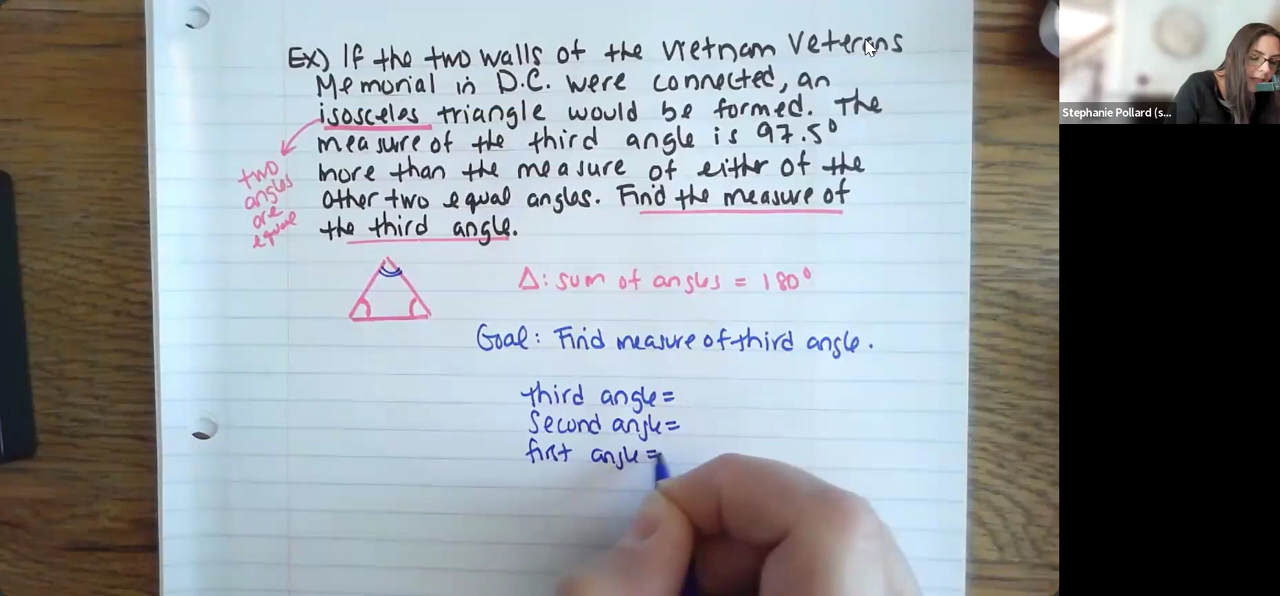 Ex) If the two walls of the Vietnam Veterans
Memorial in D.C. were connected, an
isosceles triangle would be formed. The
measure of the third angle is 97.5°
more than the measure of either of the
other two equal angles. Find the measure of
the third angle.
two
angles
are
equal
Δ: sum of angles = 180°
Goal: Find measure of third angle.
third angle=
Second angle=
first angle=
Stephanie Pollard (s...